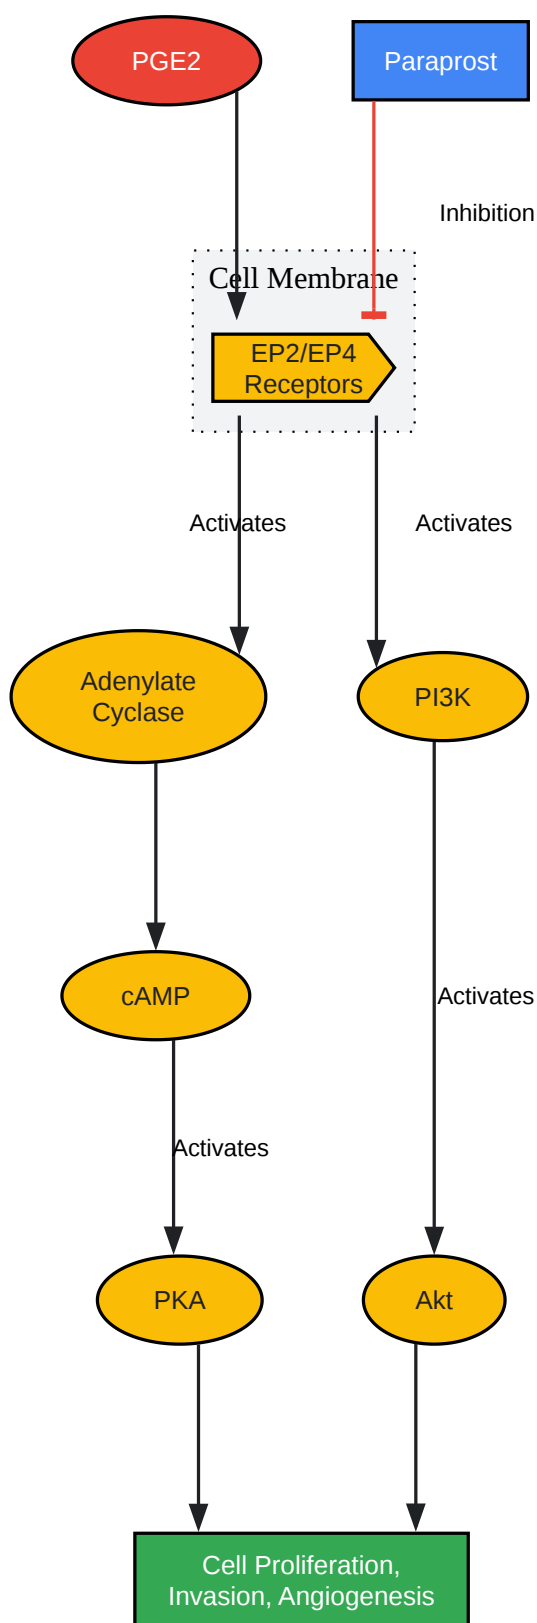 PGE2
Paraprost
Inhibition
Cell Membrane
EP2/EP4
Receptors
Activates
Activates
Adenylate
Cyclase
PI3K
cAMP
Activates
Activates
PKA
Akt
Cell Proliferation,
Invasion, Angiogenesis